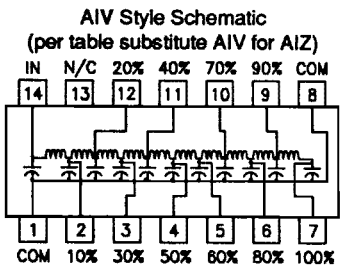 AIV Style Schematic
(per table substitute AIV for AIZ)
IN N/C 20% 40% 70% 90% COM
14 13 12 11 10 9 8
1 2 3 4 5 6 7
COM 10% 30% 50% 60% 80% 100%